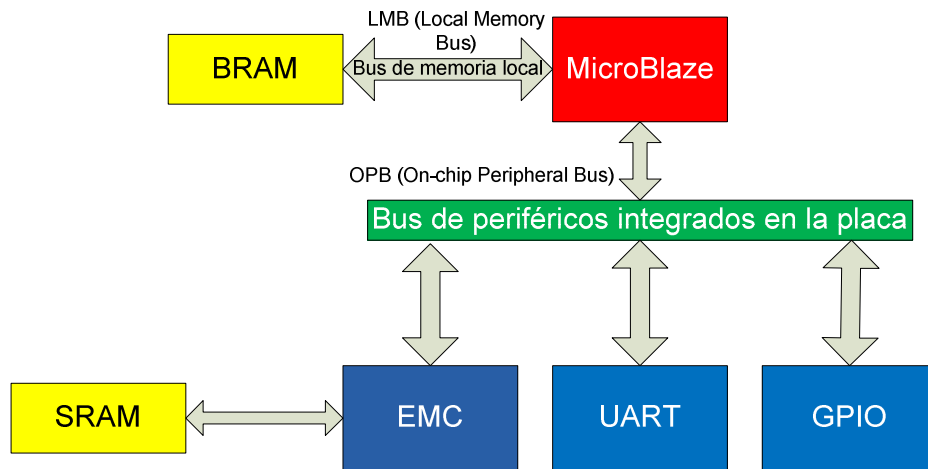 LMB (Local Memory
Bus)
BRAM
Bus de memoria local
MicroBlaze
OPB (On-chip Peripheral Bus)
Bus de periféricos integrados en la placa
SRAM
EMC
UART
GPIO